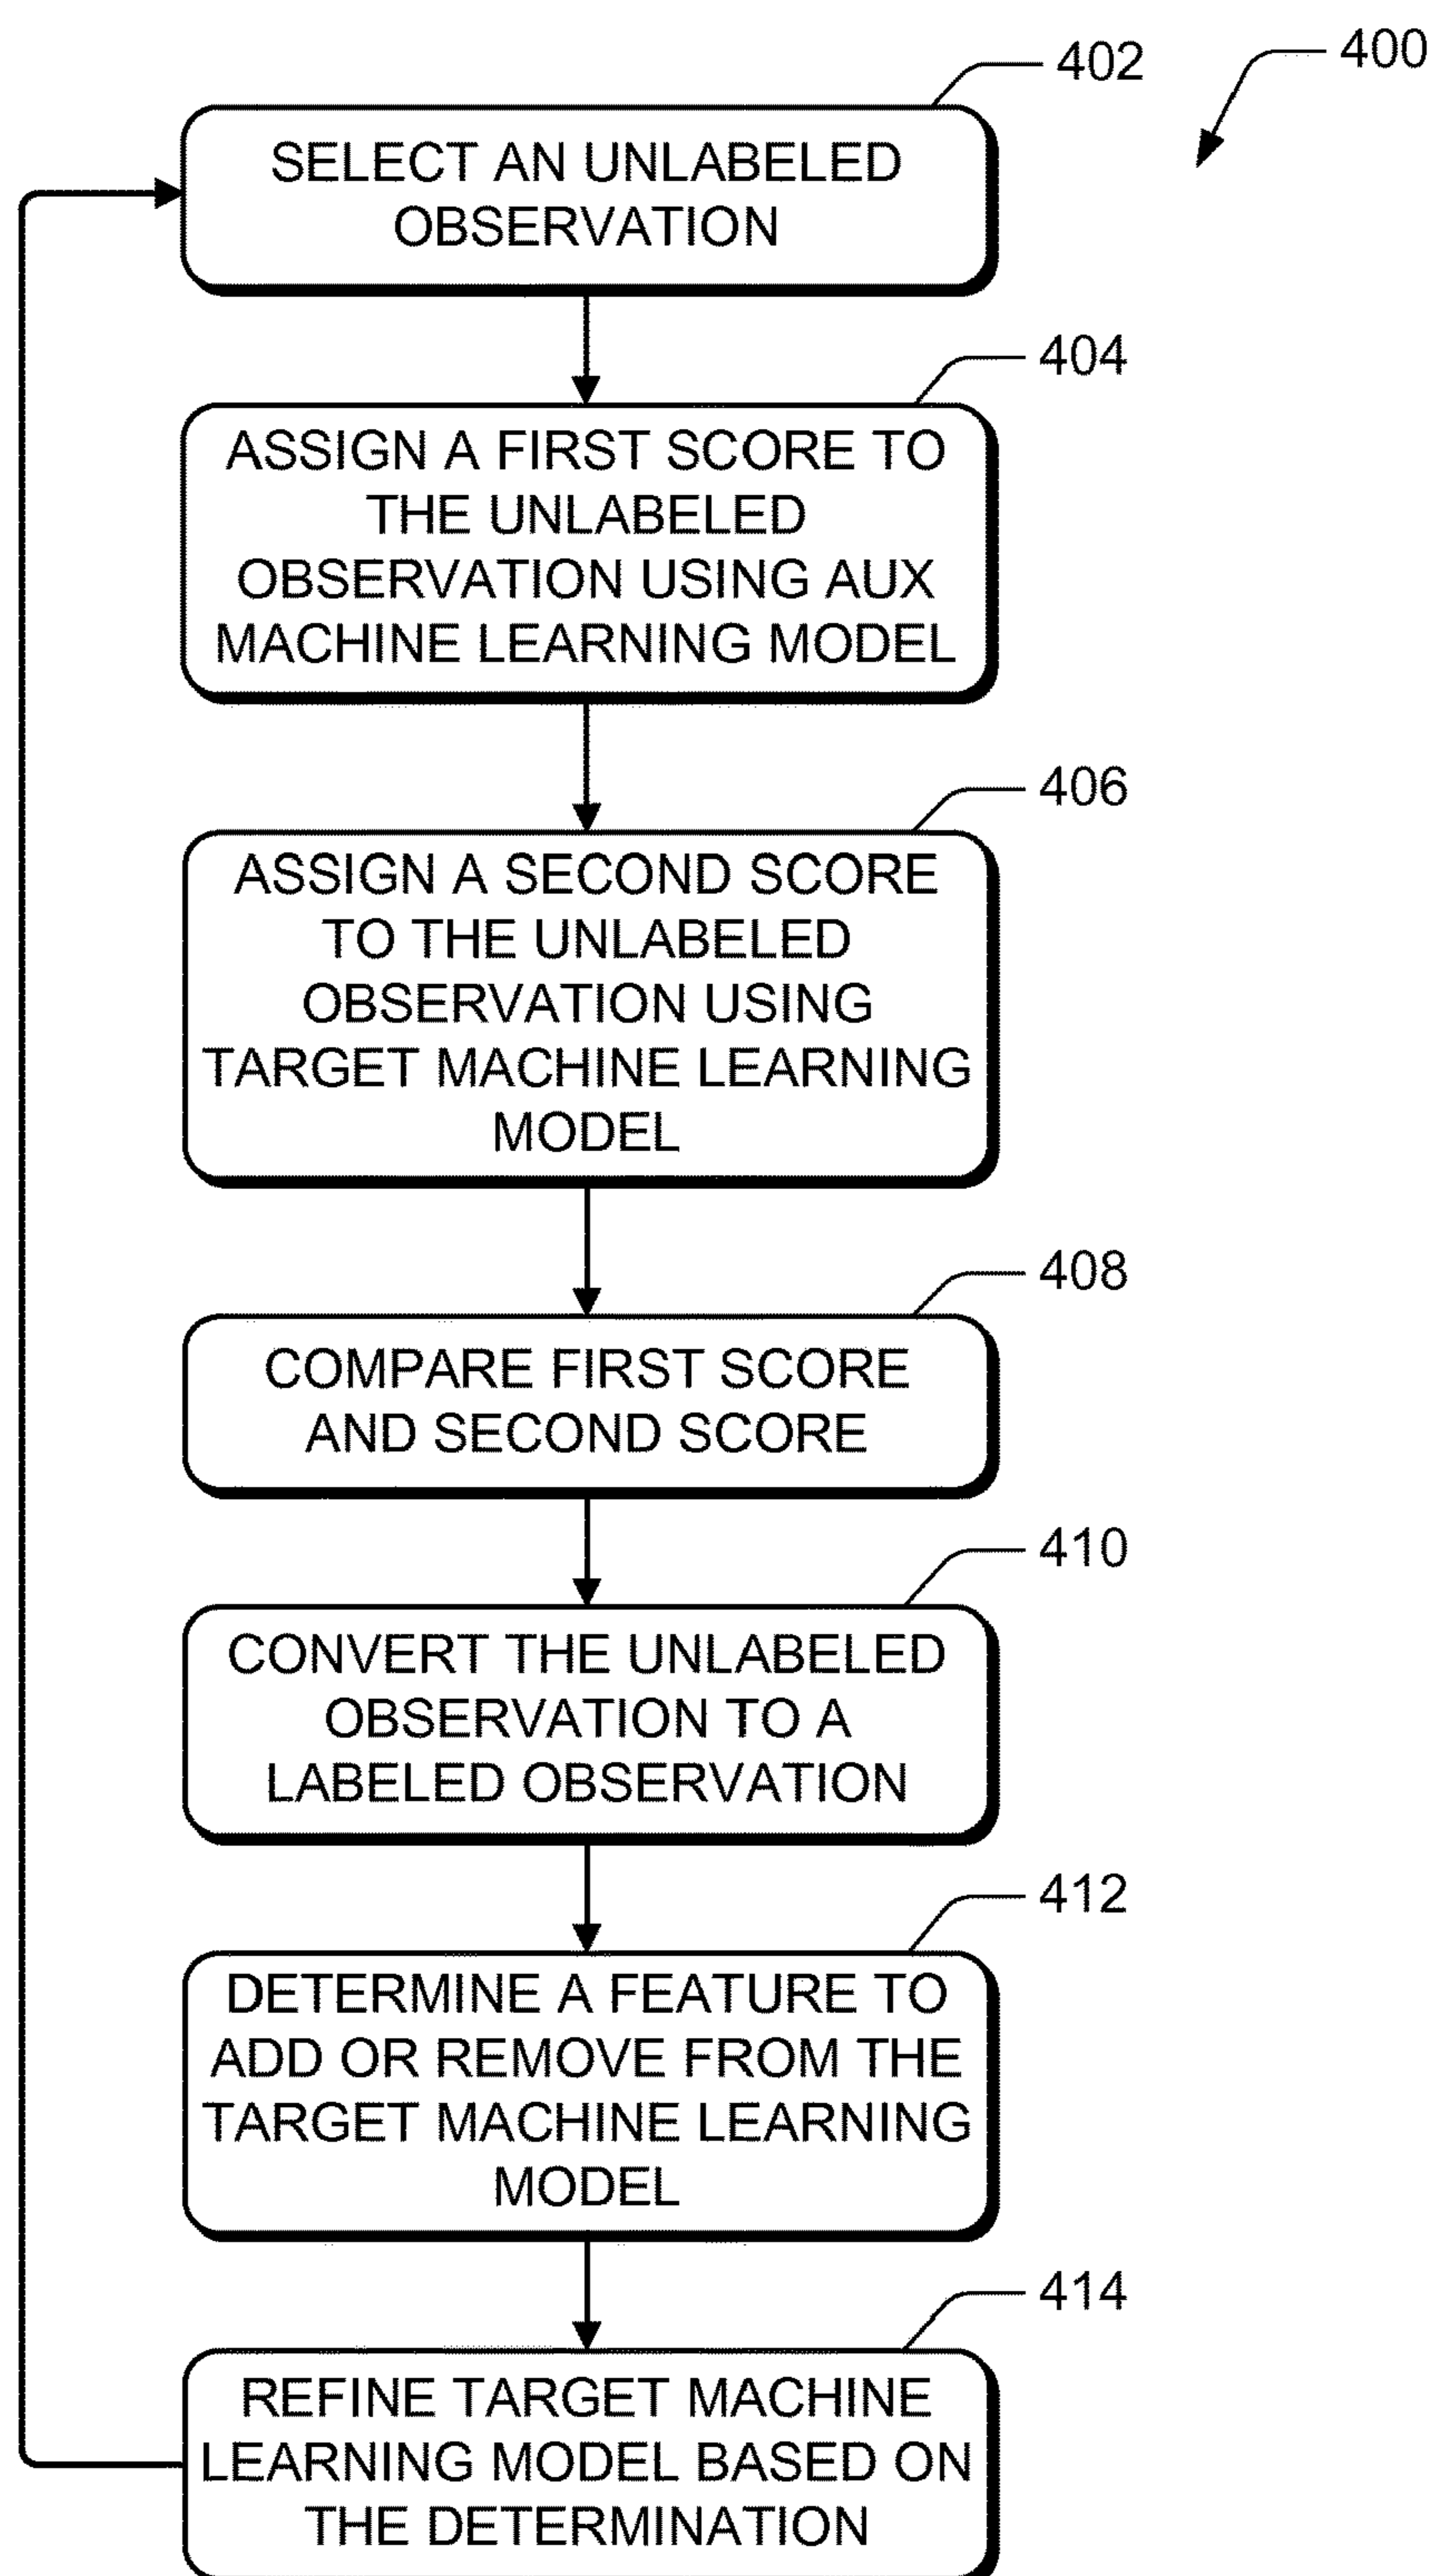 400
402
SELECT AN UNLABELED
OBSERVATION
404
ASSIGN A FIRST SCORE TO
THE UNLABELED
OBSERVATION USING AUX
MACHINE LEARNING MODEL
406
ASSIGN A SECOND SCORE
TO THE UNLABELED
OBSERVATION USING
TARGET MACHINE LEARNING
MODEL
408
COMPARE FIRST SCORE
AND SECOND SCORE
410
CONVERT THE UNLABELED
OBSERVATION TO A
LABELED OBSERVATION
412
DETERMINE A FEATURE TO
ADD OR REMOVE FROM THE
TARGET MACHINE LEARNING
MODEL
414
REFINE TARGET MACHINE
LEARNING MODEL BASED ON
THE DETERMINATION